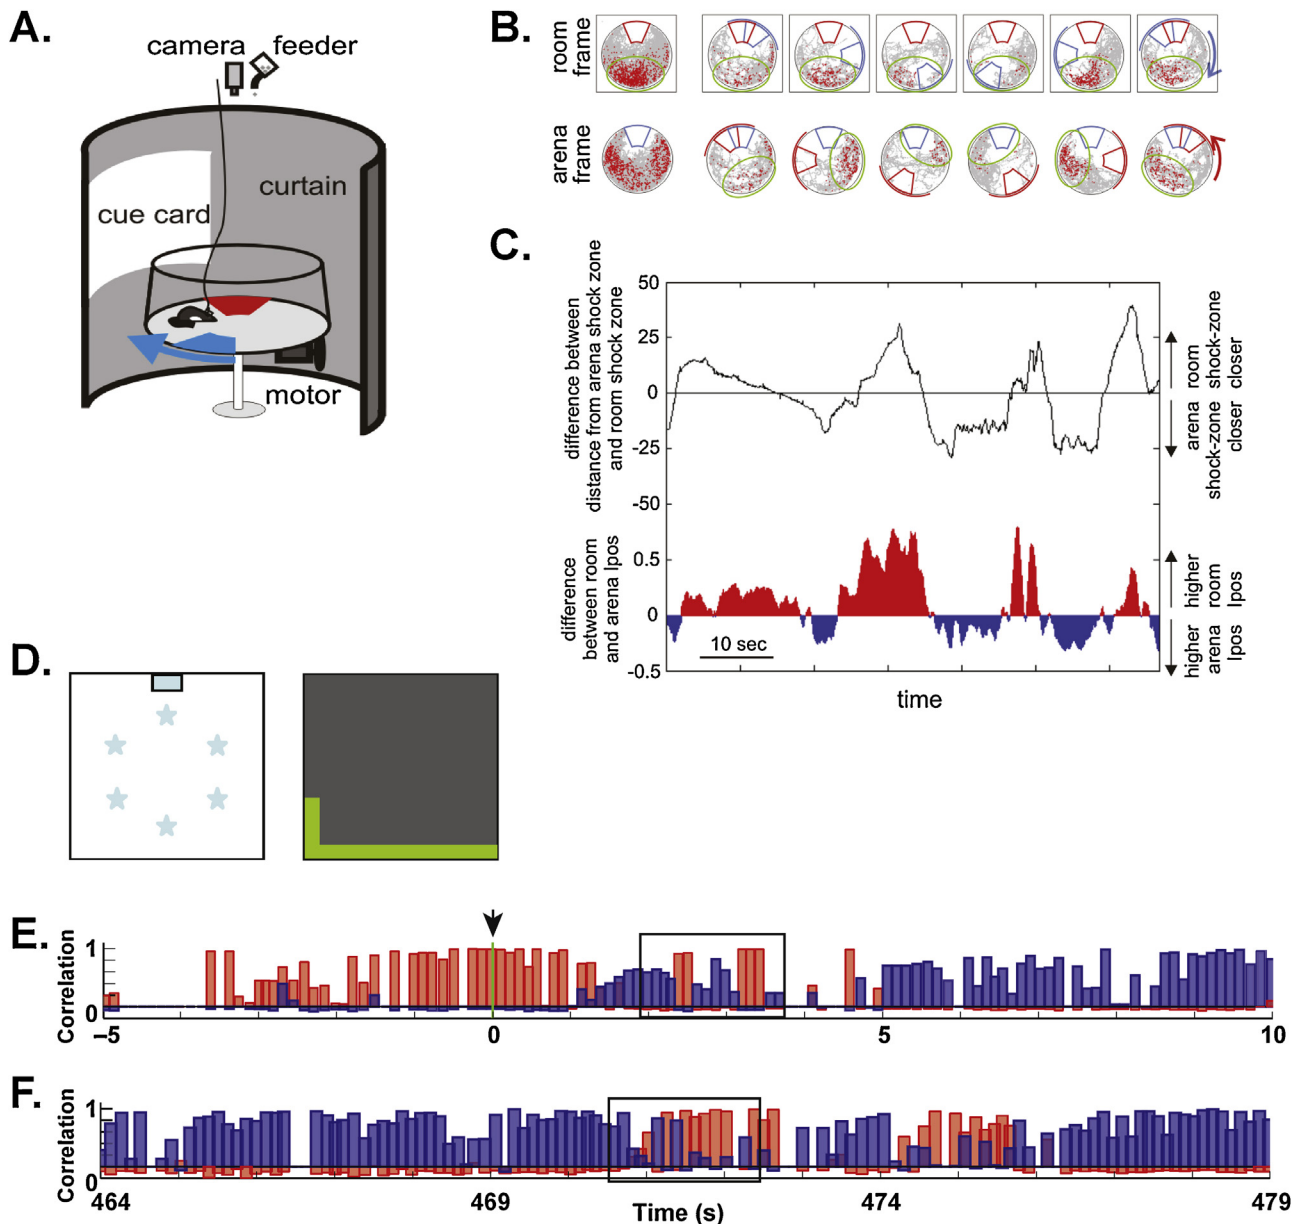 A.
camera feeder
curtain
cue card
motor
B.
room
frame
arena
frame
C.
difference between
distance from arena shock zone
and room shock zone
50
25
0
-25
-50
room
shock-zone
closer
arena
shock-zone
closer
difference
between room
and arena Ipos
0.5
0
-0.5
10 sec
higher
room
Ipos
higher
arena
Ipos
time
D.
E.
Correlation
1
0
–5
0
5
10
F.
Correlation
1
0
464
469
474
479
Time (s)